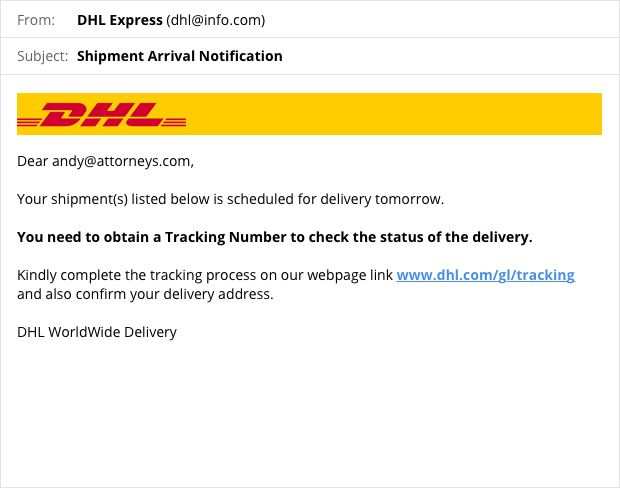 From: DHL Express (dhl@info.com)
Subject: Shipment Arrival Notification
DHL
Dear andy@attorneys.com,
Your shipment(s) listed below is scheduled for delivery tomorrow.
You need to obtain a Tracking Number to check the status of the delivery.
Kindly complete the tracking process on our webpage link www.dhl.com/gl/tracking
and also confirm your delivery address.
DHL WorldWide Delivery